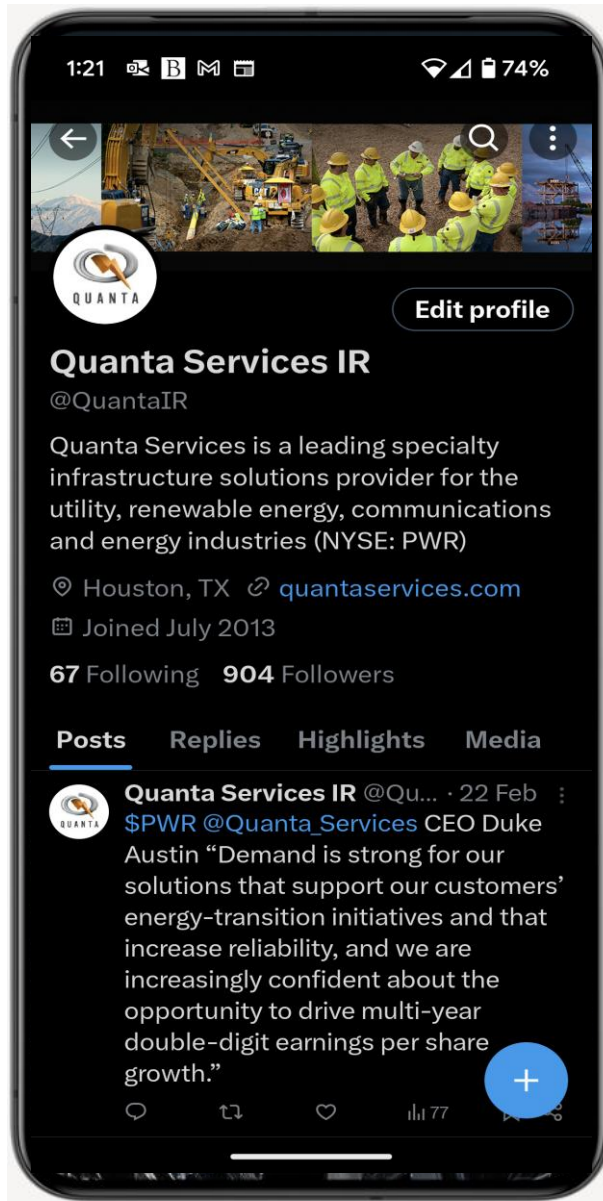 1:21 B M 74%
QUANTA
Edit profile
Quanta Services IR
@QuantaIR
Quanta Services is a leading specialty
infrastructure solutions provider for the
utility, renewable energy, communications
and energy industries (NYSE: PWR)
Houston, TX quantaservices.com
Joined July 2013
67 Following 904 Followers
Posts Replies Highlights Media
QUANTA
Quanta Services IR @Qu... · 22 Feb
$PWR @Quanta_Services CEO Duke
Austin “Demand is strong for our
solutions that support our customers’
energy-transition initiatives and that
increase reliability, and we are
increasingly confident about the
opportunity to drive multi-year
double-digit earnings per share
growth.”
77